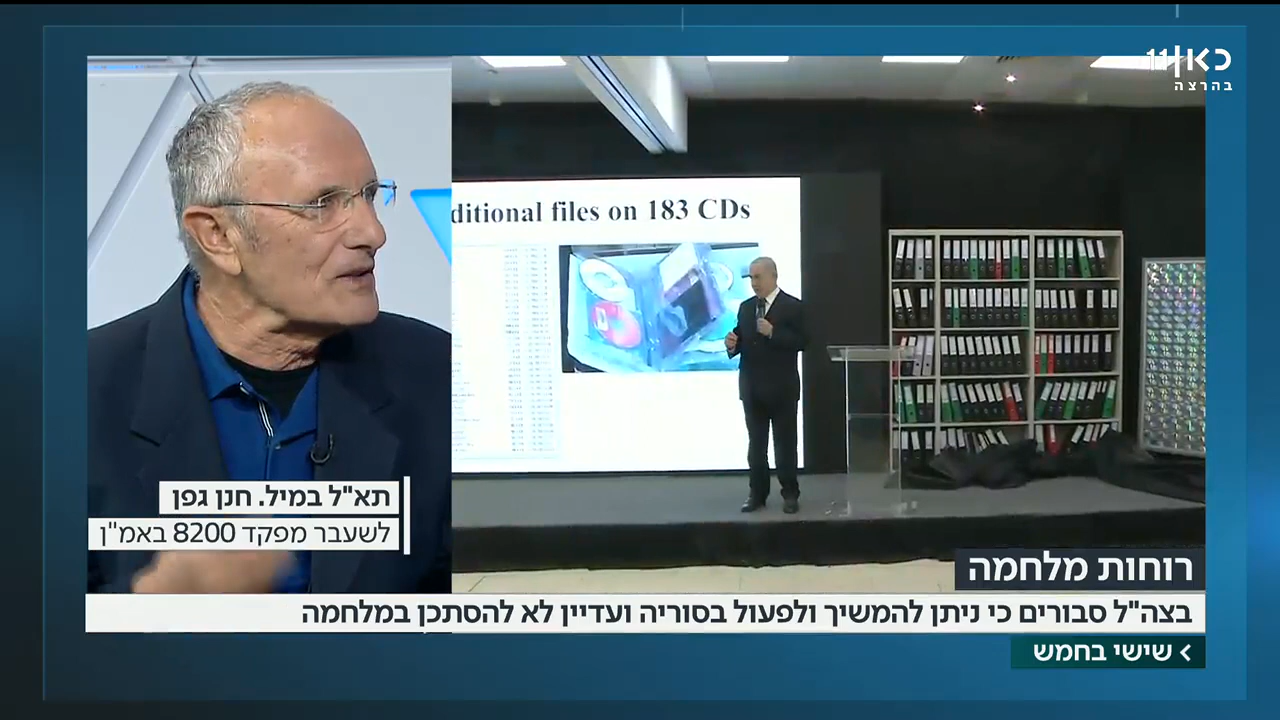 כאן 11
בהרצה
ditional files on 183 CDs
תא"ל במיל. חנן גפן
לשעבר מפקד 8200 באמ"ן
רוחות מלחמה
בצה"ל סבורים כי ניתן להמשיך ולפעול בסוריה ועדיין לא להסתכן במלחמה
שישי בחמש